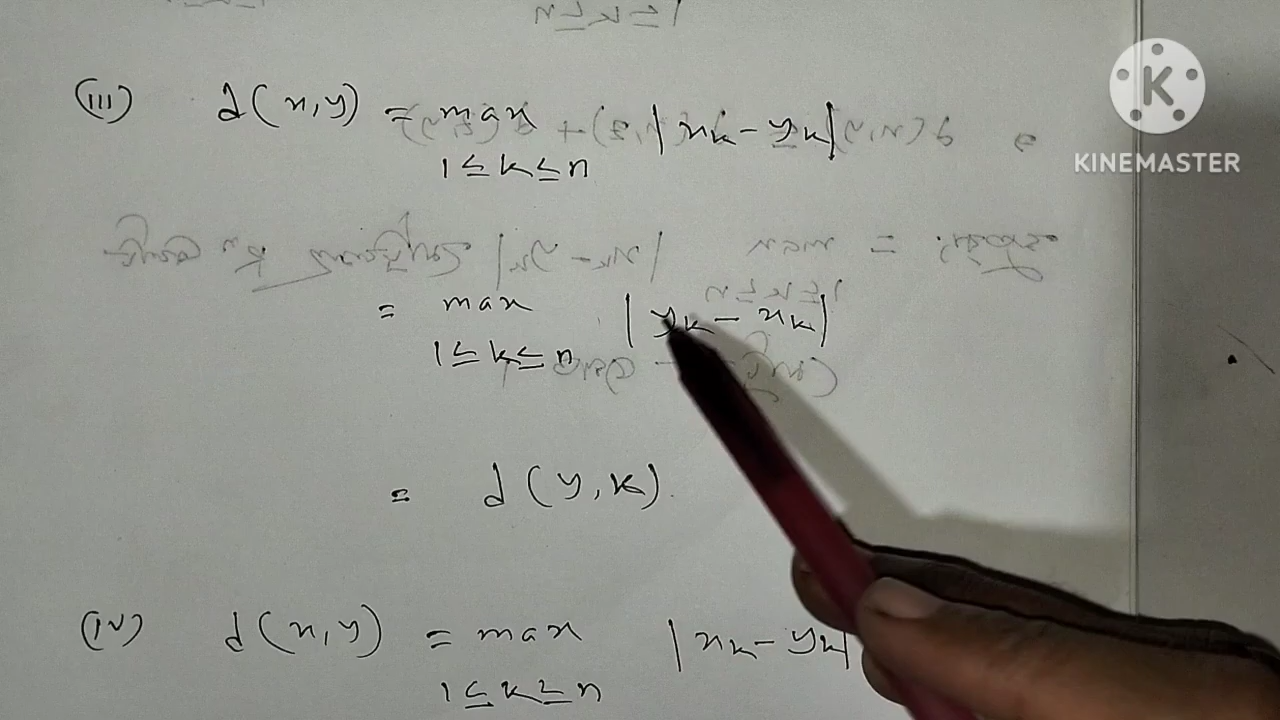 (iii) d(x,y) = max |xk - yk|
1≤k≤n
= max |yk - xk|
1≤k≤n
= d(y,k).
(iv) d(x,y) = max |xk - yk|
1≤k≤n
K
KINEMASTER